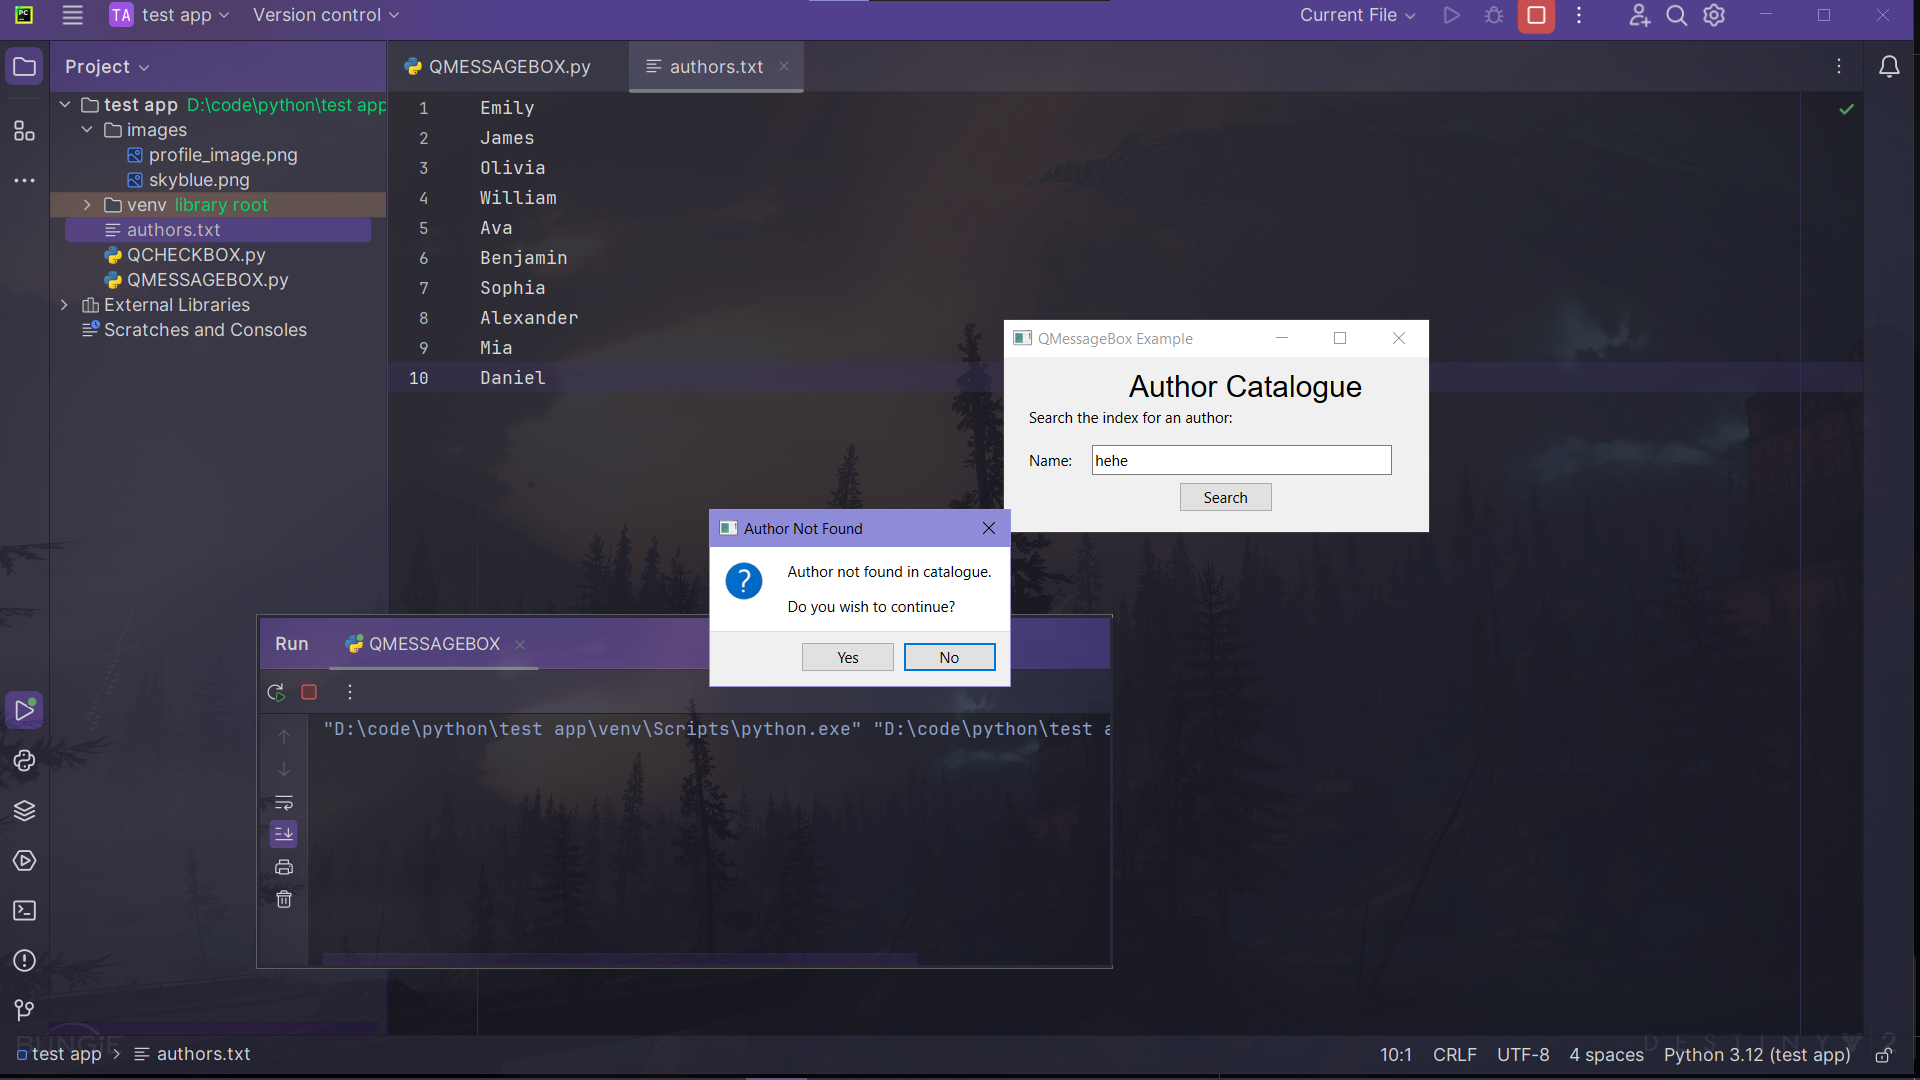 TA test app
Version control
Current File
Project
QMESSAGEBOX.py
authors.txt
test app D:\code\python\test app
images
profile_image.png
skyblue.png
venv library root
authors.txt
QCHECKBOX.py
QMESSAGEBOX.py
External Libraries
Scratches and Consoles
1 Emily
2 James
3 Olivia
4 William
5 Ava
6 Benjamin
7 Sophia
8 Alexander
9 Mia
10 Daniel
QMessageBox Example
Author Catalogue
Search the index for an author:
Name: hehe
Search
Author Not Found
Author not found in catalogue.
Do you wish to continue?
Yes No
Run QMESSAGEBOX
"D:\code\python\test app\venv\Scripts\python.exe" "D:\code\python\test a
BUNGIE
DESTINY 2
test app > authors.txt
10:1 CRLF UTF-8 4 spaces Python 3.12 (test app)